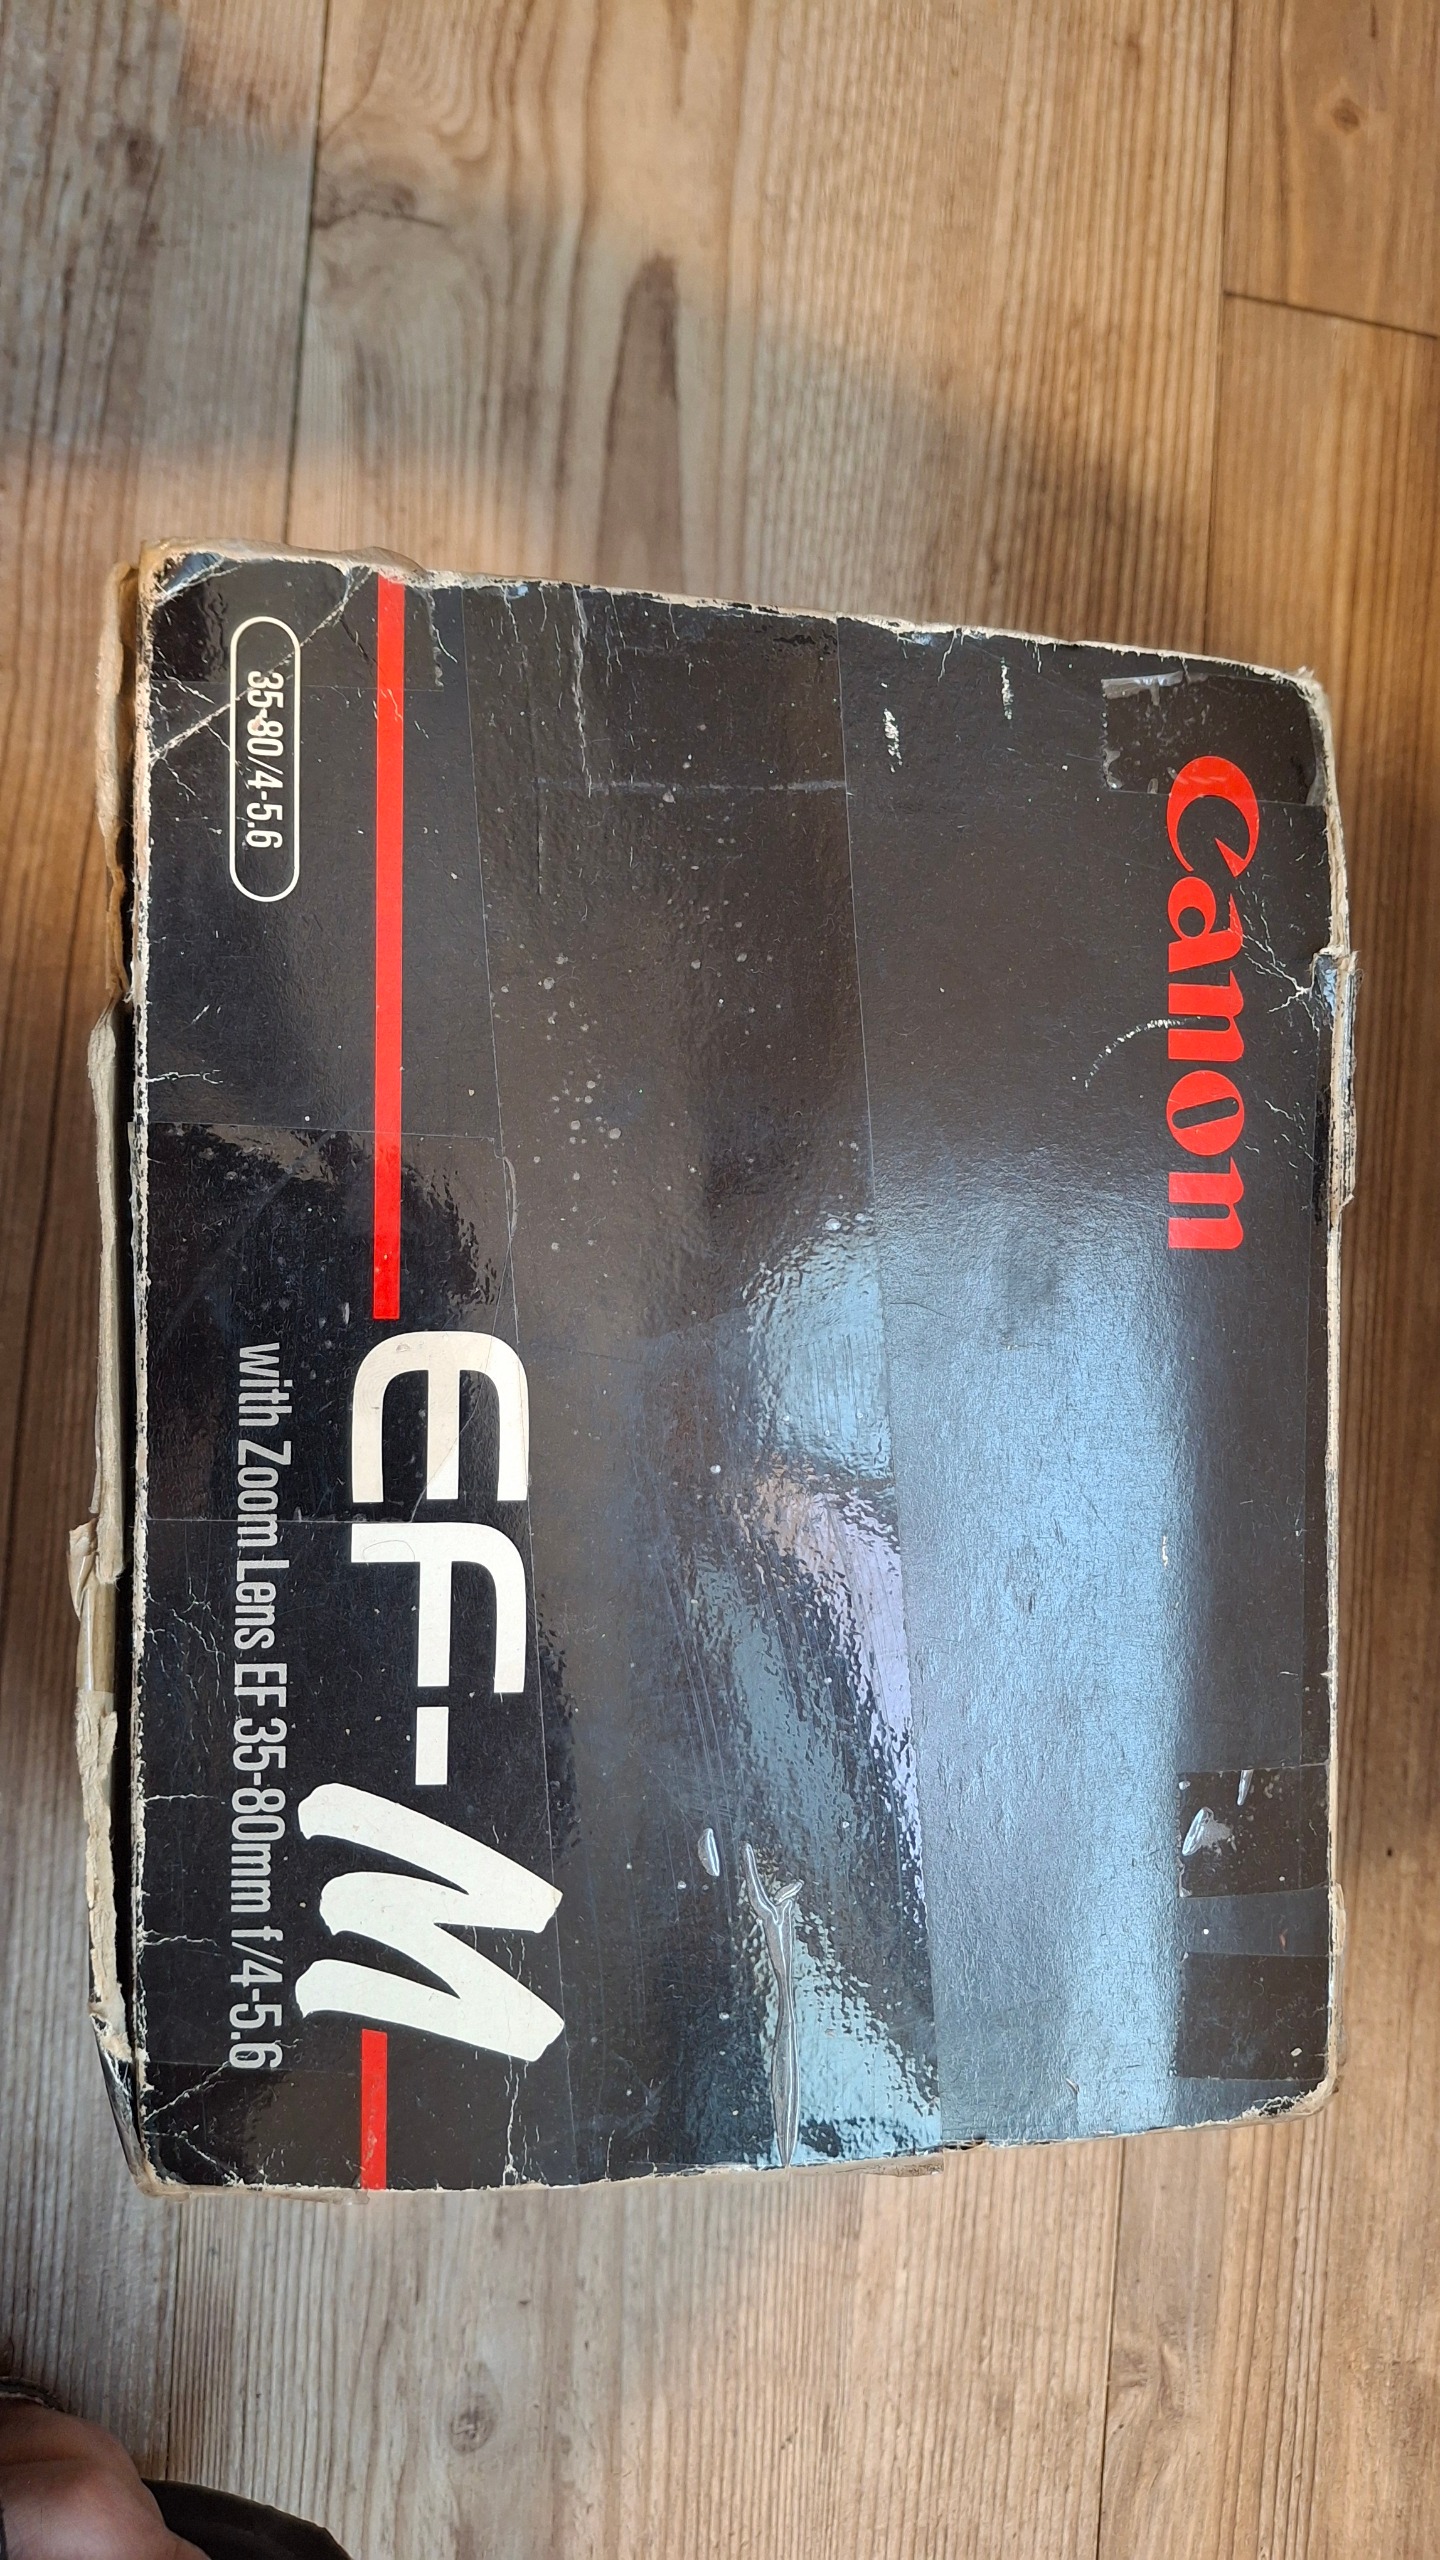 Canon
EF-M
with Zoom Lens EF 35-80mm f/4-5.6
35-80/4-5.6